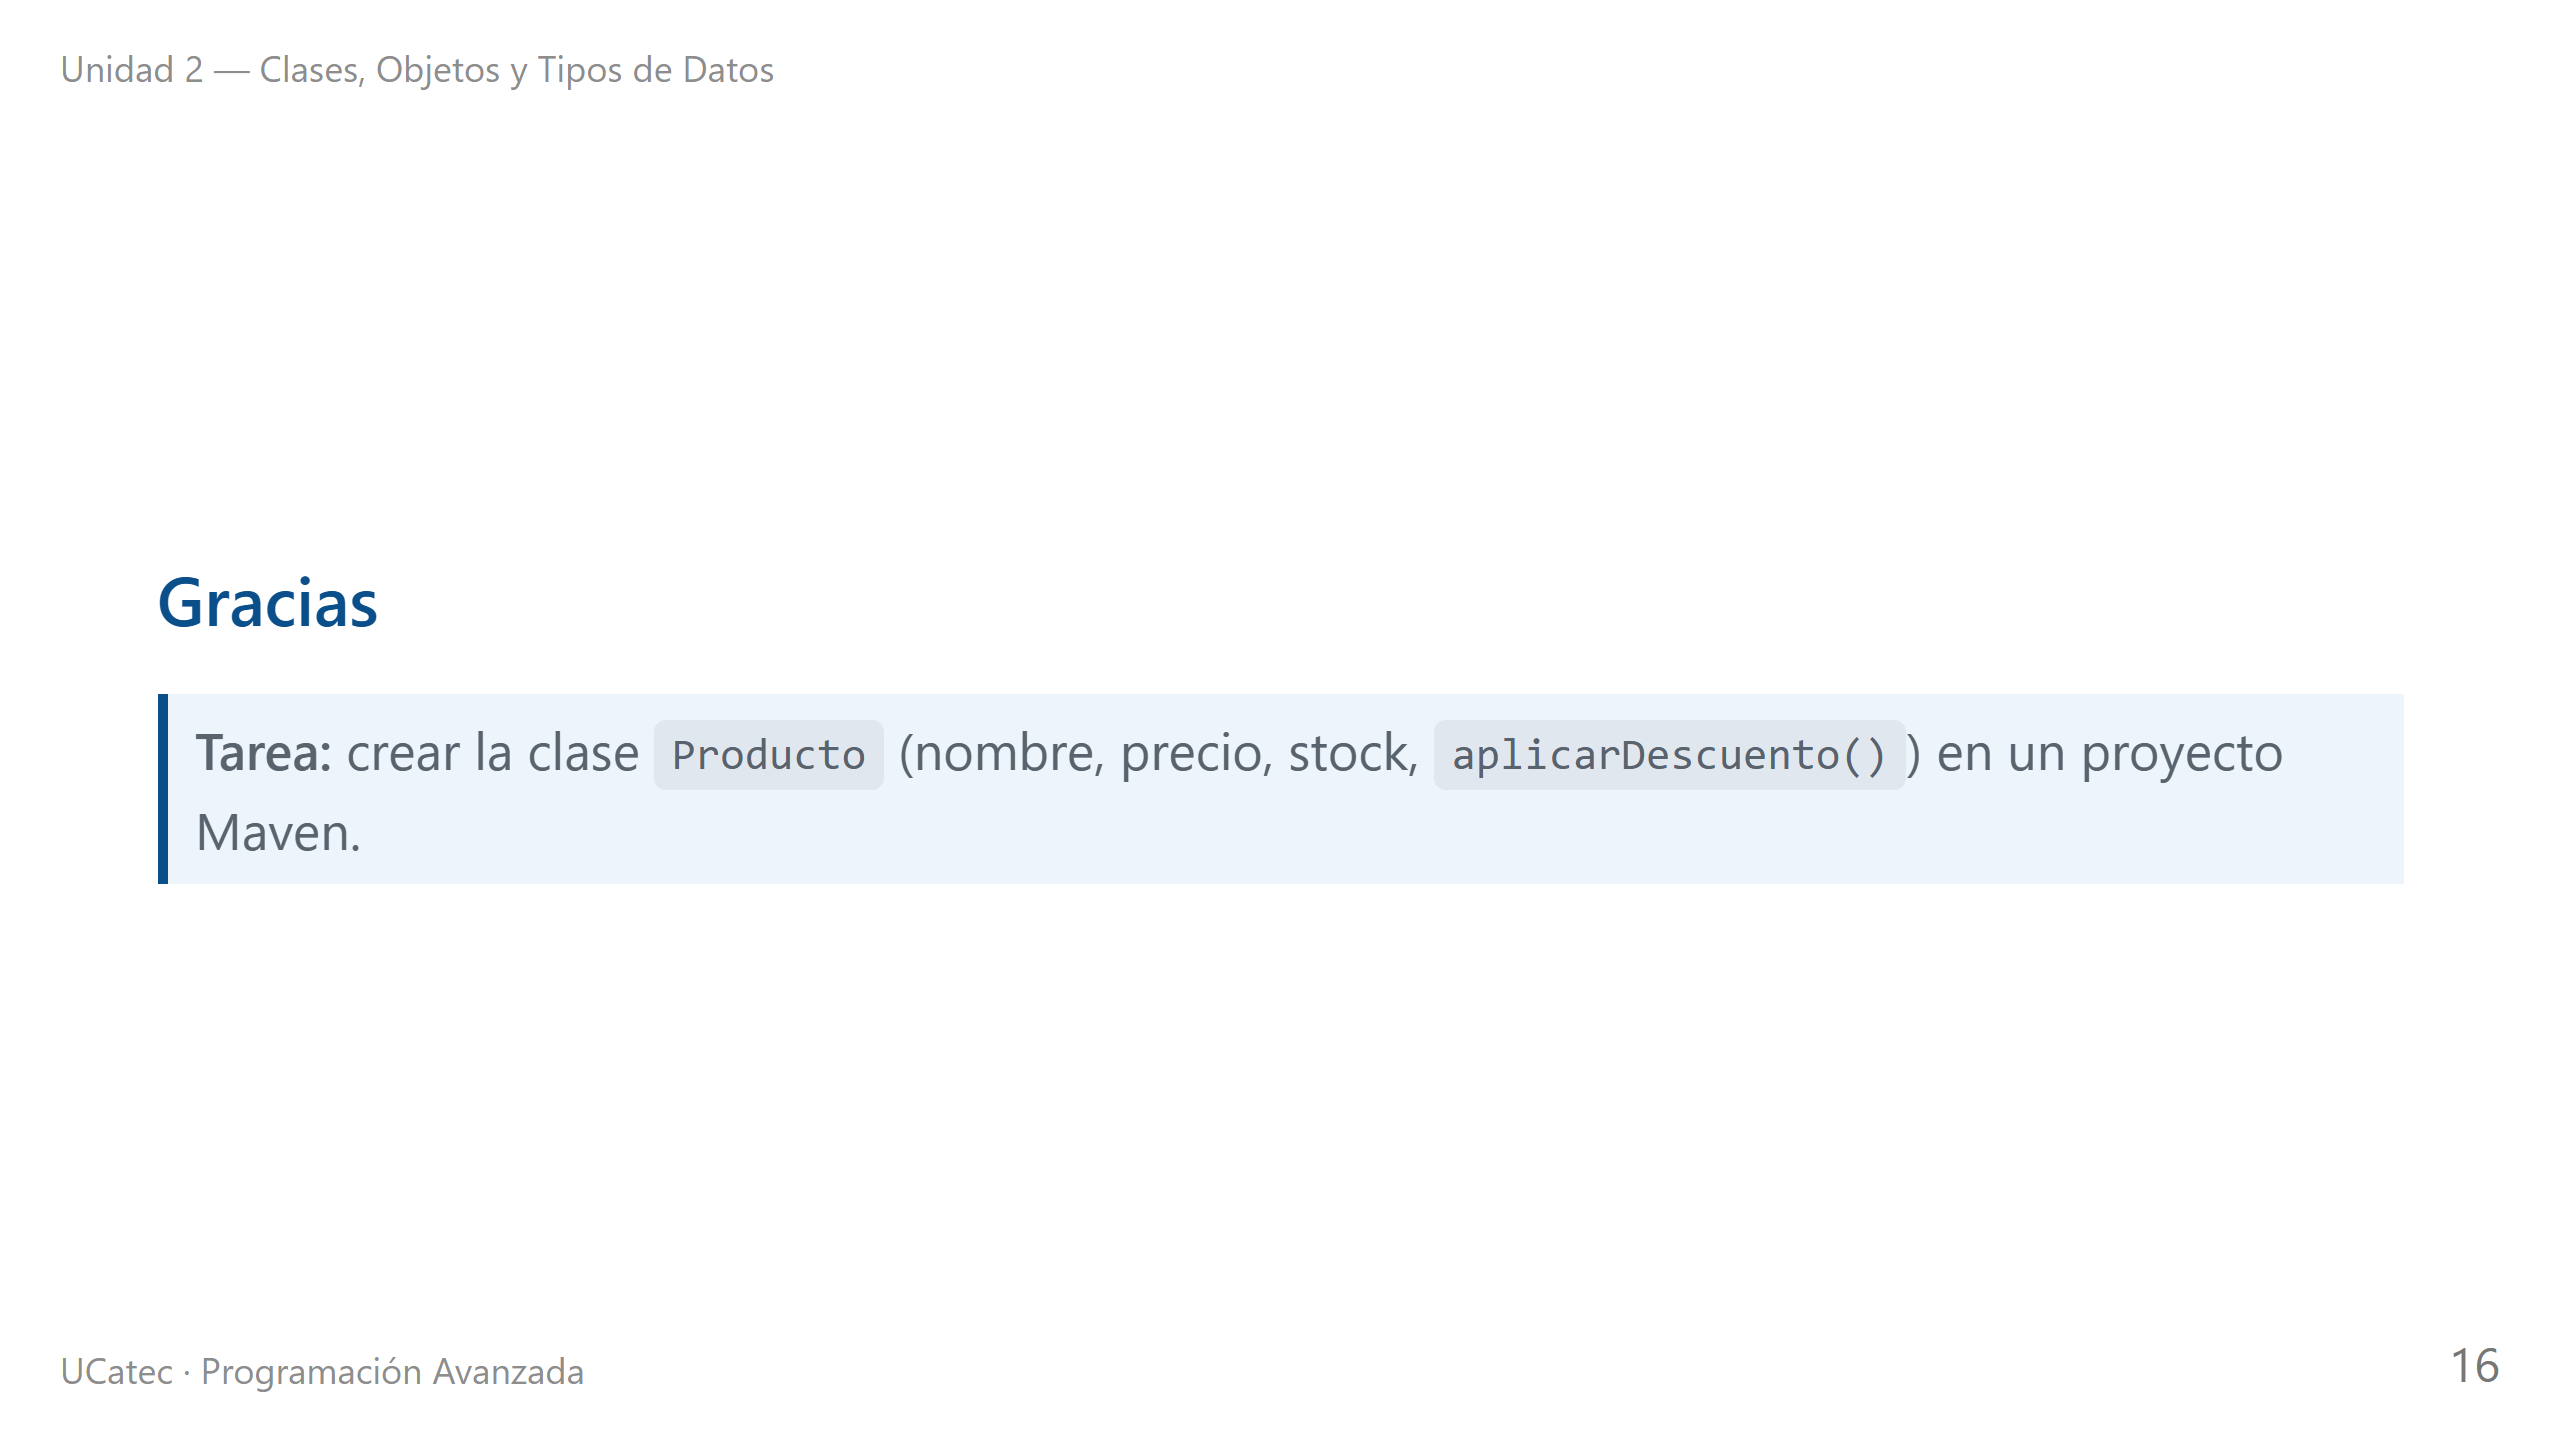 Unidad 2 — Clases, Objetos y Tipos de Datos
Gracias
Tarea: crear la clase Producto (nombre, precio, stock, aplicarDescuento()) en un proyecto
Maven.
UCatec · Programación Avanzada
16